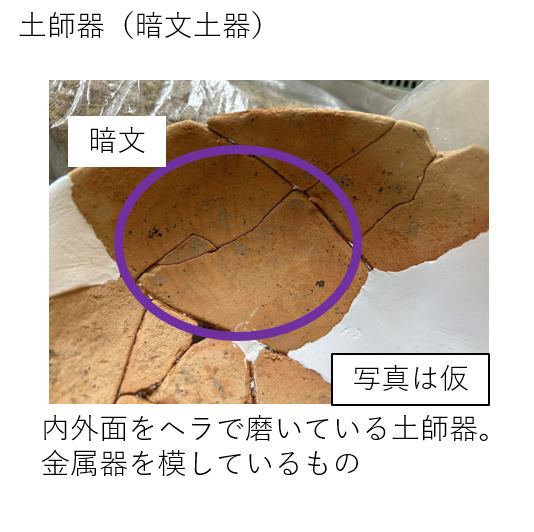 土師器（暗文土器）
暗文
写真は仮
内外面をヘラで磨いている土師器。
金属器を模しているもの